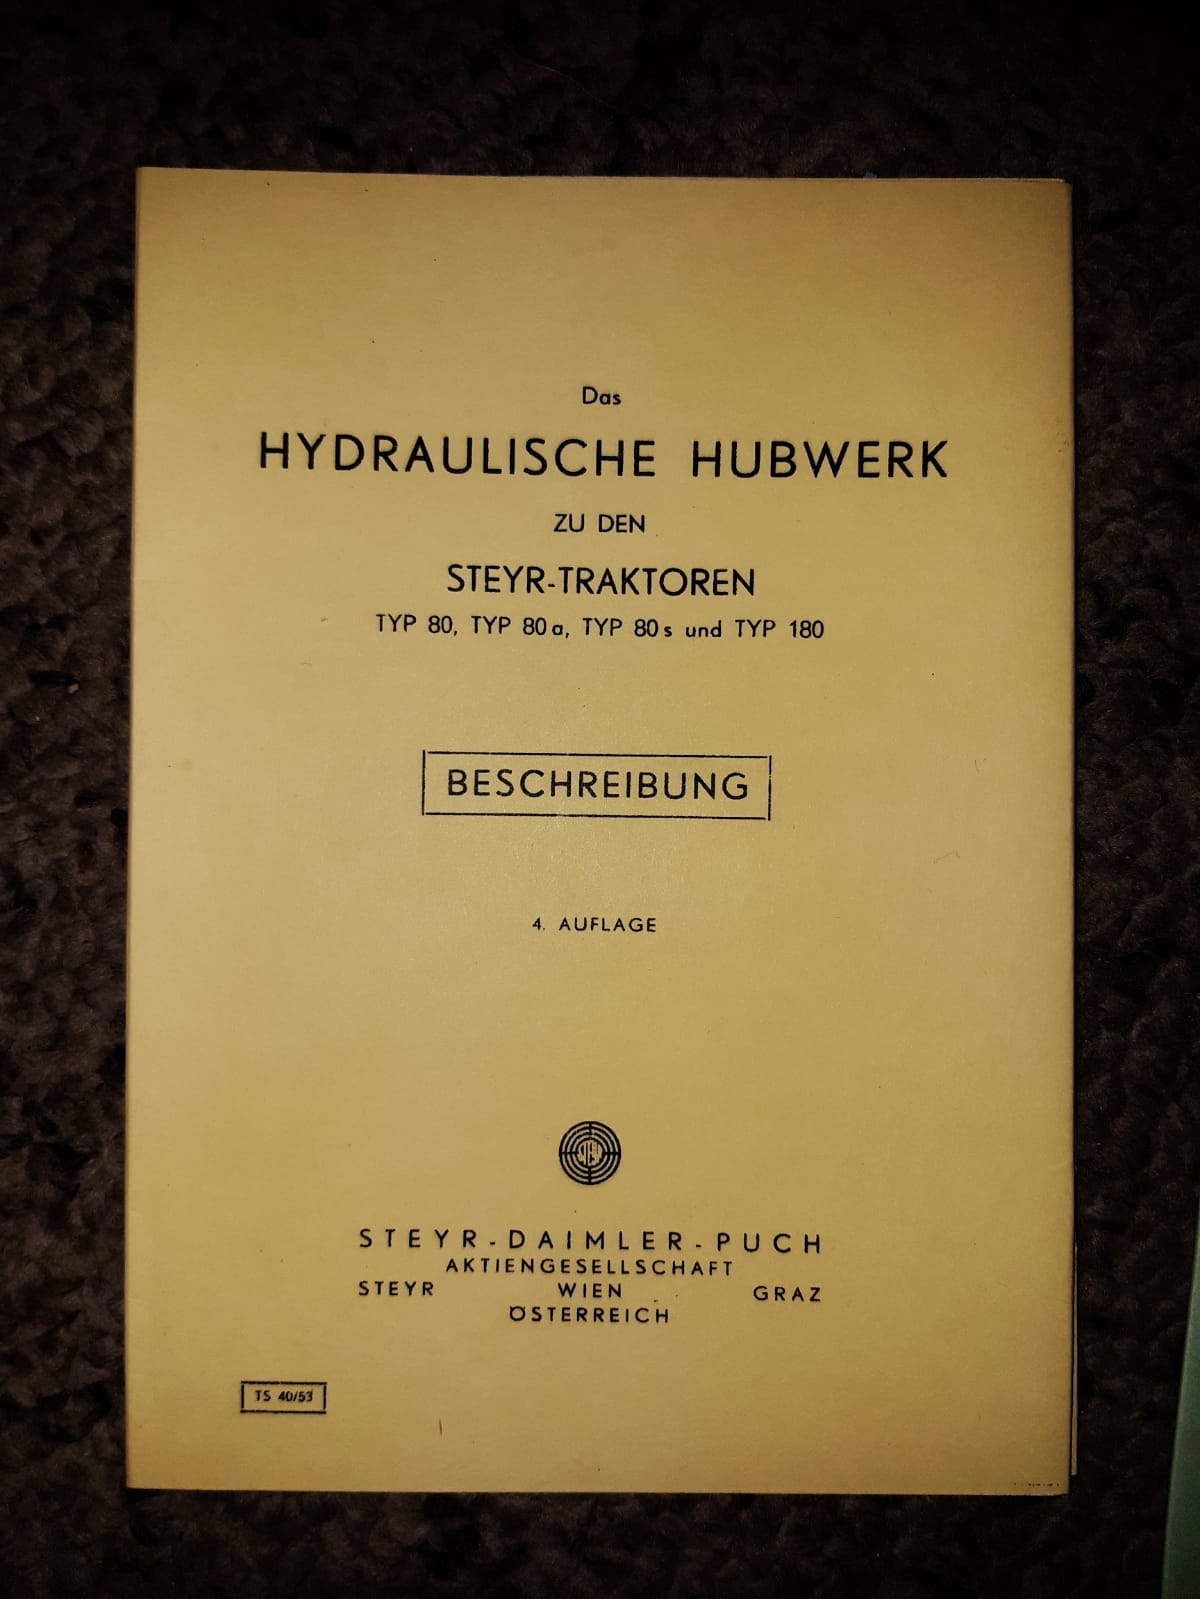 Das
HYDRAULISCHE HUBWERK
ZU DEN
STEYR-TRAKTOREN
TYP 80, TYP 80a, TYP 80s und TYP 180
BESCHREIBUNG
4. AUFLAGE
STEYR
STEYR-DAIMLER-PUCH
AKTIENGESELLSCHAFT
STEYR WIEN GRAZ
ÖSTERREICH
TS 40/53